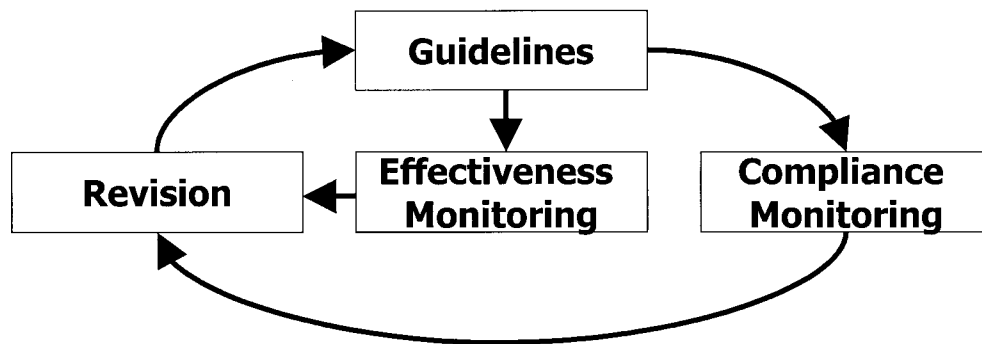 Guidelines
Revision
Effectiveness
Monitoring
Compliance
Monitoring